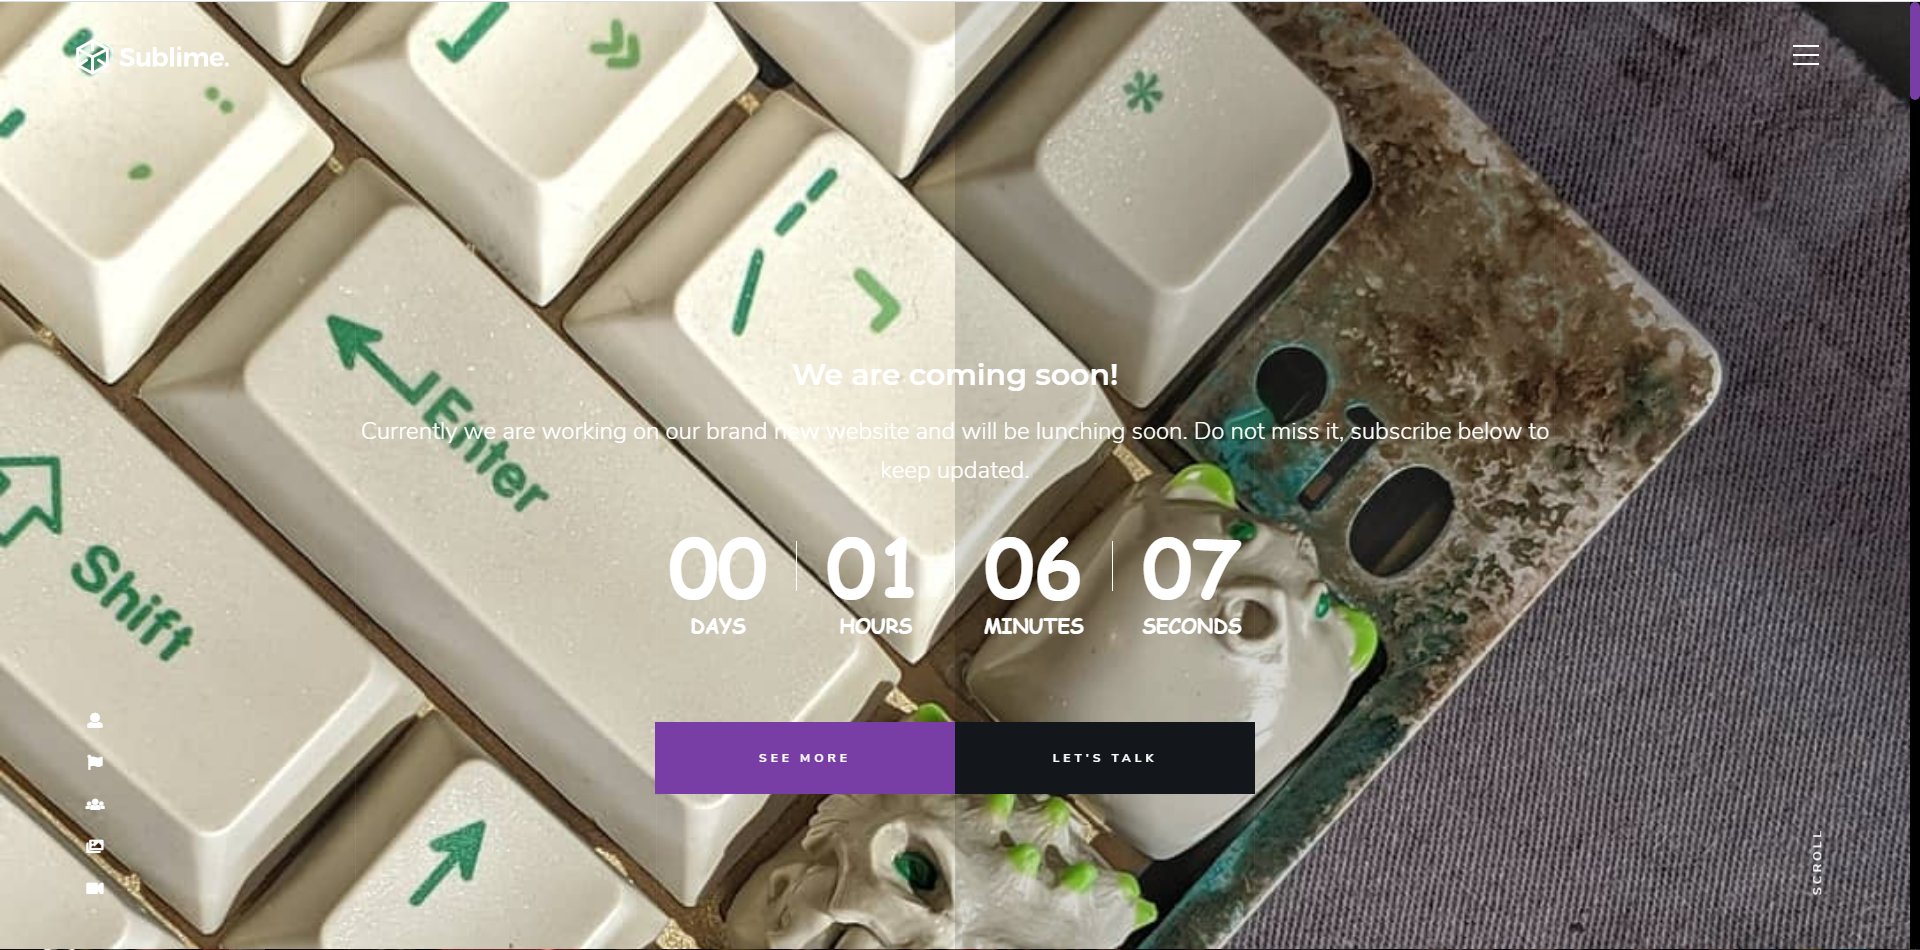 Sublime.
We are coming soon!
Currently we are working on our brand new website and will be lunching soon. Do not miss it, subscribe below to
keep updated.
00 01 06 07
DAYS HOURS MINUTES SECONDS
SEE MORE LET'S TALK
SCROLL
*
Enter
Shift